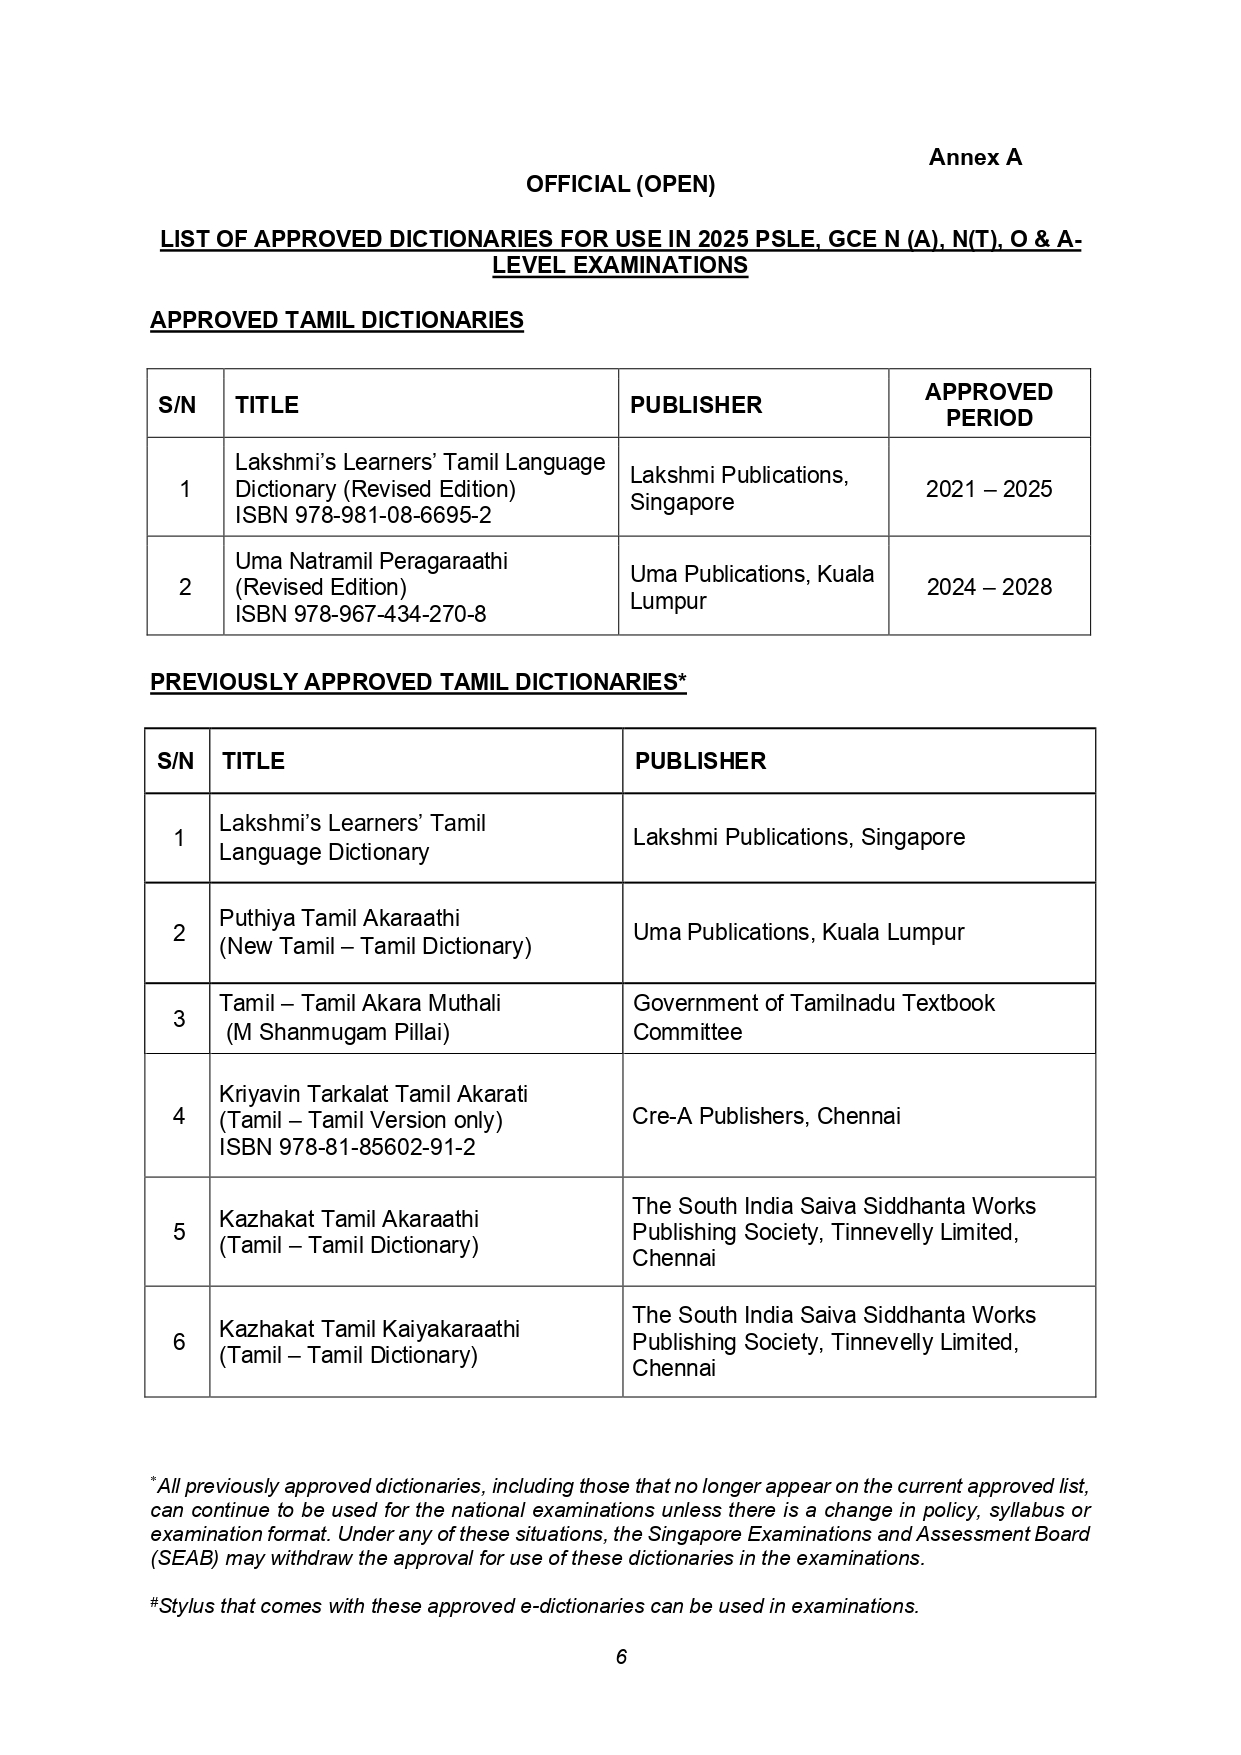 Annex A
OFFICIAL (OPEN)
LIST OF APPROVED DICTIONARIES FOR USE IN 2025 PSLE, GCE N (A), N(T), O & A-
LEVEL EXAMINATIONS
APPROVED TAMIL DICTIONARIES
S/N
TITLE
PUBLISHER
APPROVED
PERIOD
1
Lakshmi’s Learners’ Tamil Language
Dictionary (Revised Edition)
ISBN 978-981-08-6695-2
Lakshmi Publications,
Singapore
2021 – 2025
2
Uma Natramil Peragaraathi
(Revised Edition)
ISBN 978-967-434-270-8
Uma Publications, Kuala
Lumpur
2024 – 2028
PREVIOUSLY APPROVED TAMIL DICTIONARIES*
S/N
TITLE
PUBLISHER
1
Lakshmi’s Learners’ Tamil
Language Dictionary
Lakshmi Publications, Singapore
2
Puthiya Tamil Akaraathi
(New Tamil – Tamil Dictionary)
Uma Publications, Kuala Lumpur
3
Tamil – Tamil Akara Muthali
(M Shanmugam Pillai)
Government of Tamilnadu Textbook
Committee
4
Kriyavin Tarkalat Tamil Akarati
(Tamil – Tamil Version only)
ISBN 978-81-85602-91-2
Cre-A Publishers, Chennai
5
Kazhakat Tamil Akaraathi
(Tamil – Tamil Dictionary)
The South India Saiva Siddhanta Works
Publishing Society, Tinnevelly Limited,
Chennai
6
Kazhakat Tamil Kaiyakaraathi
(Tamil – Tamil Dictionary)
The South India Saiva Siddhanta Works
Publishing Society, Tinnevelly Limited,
Chennai
*All previously approved dictionaries, including those that no longer appear on the current approved list,
can continue to be used for the national examinations unless there is a change in policy, syllabus or
examination format. Under any of these situations, the Singapore Examinations and Assessment Board
(SEAB) may withdraw the approval for use of these dictionaries in the examinations.
#Stylus that comes with these approved e-dictionaries can be used in examinations.
6